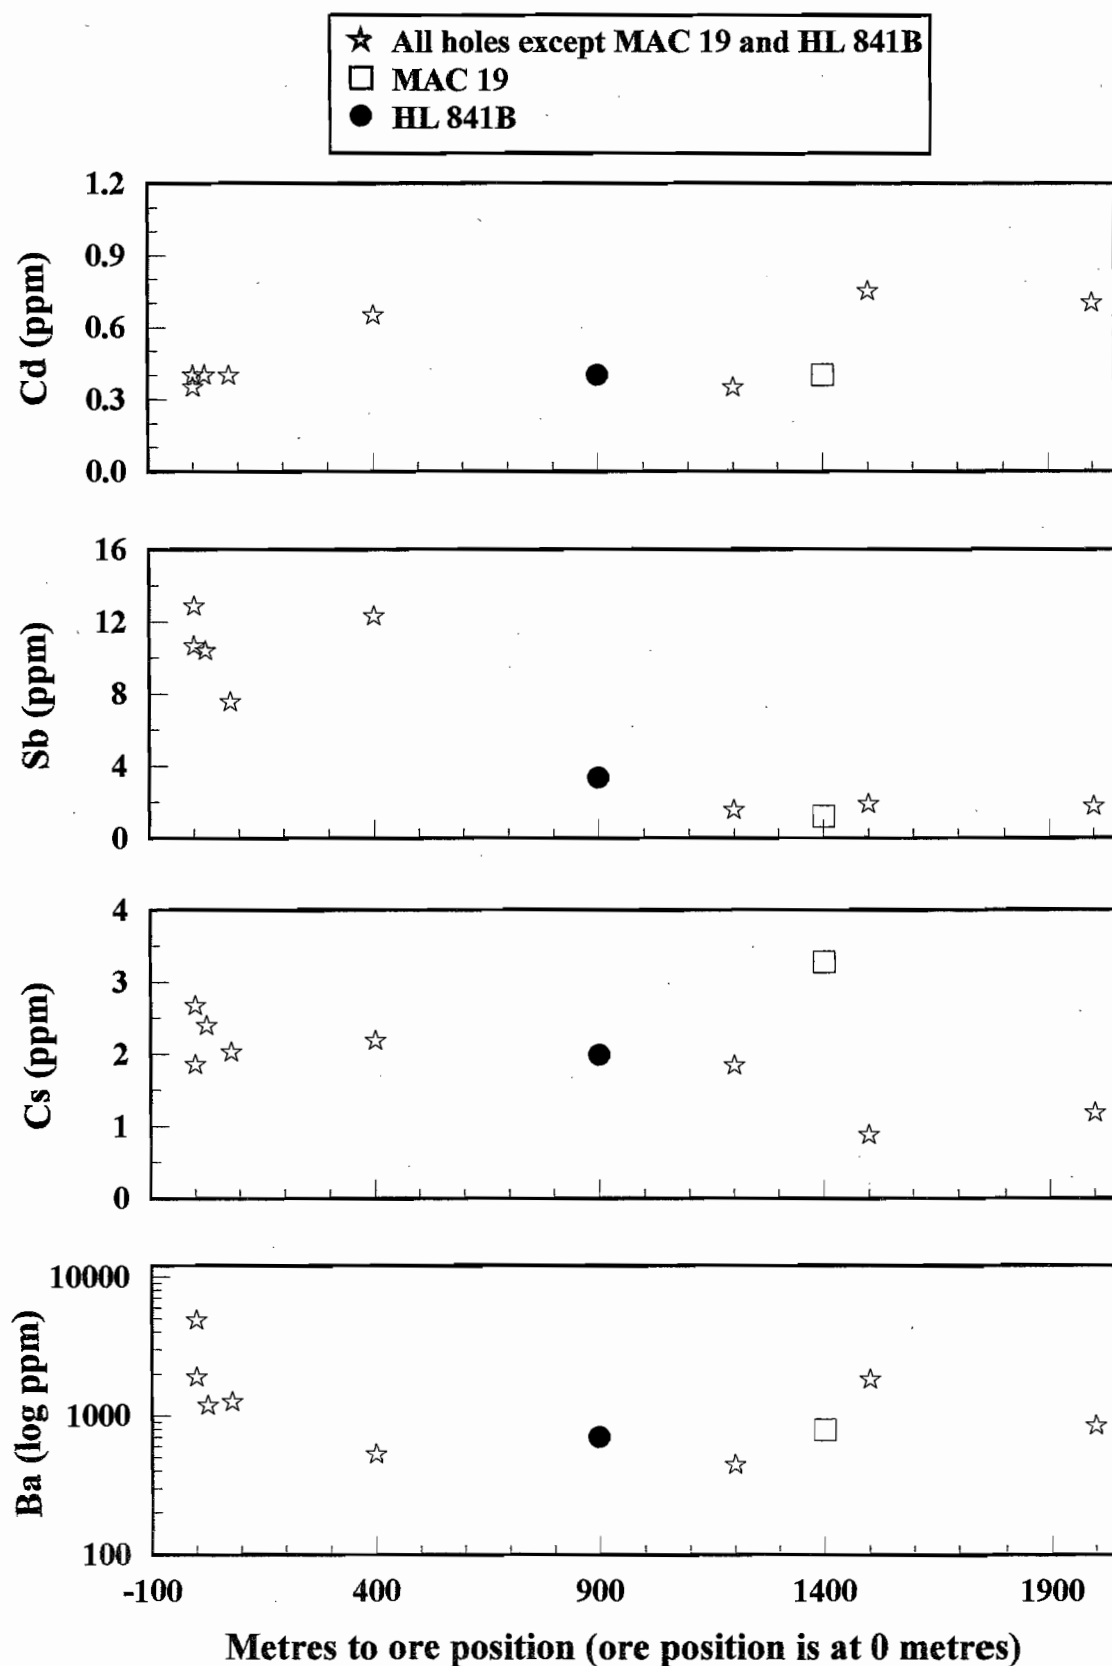 All holes except MAC 19 and HL 841B
MAC 19
HL 841B
1.2
0.9
0.6
0.3
0.0
Cd (ppm)
16
12
8
4
0
Sb (ppm)
4
3
2
1
0
Cs (ppm)
10000
1000
100
Ba (log ppm)
-100 400 900 1400 1900
Metres to ore position (ore position is at 0 metres)